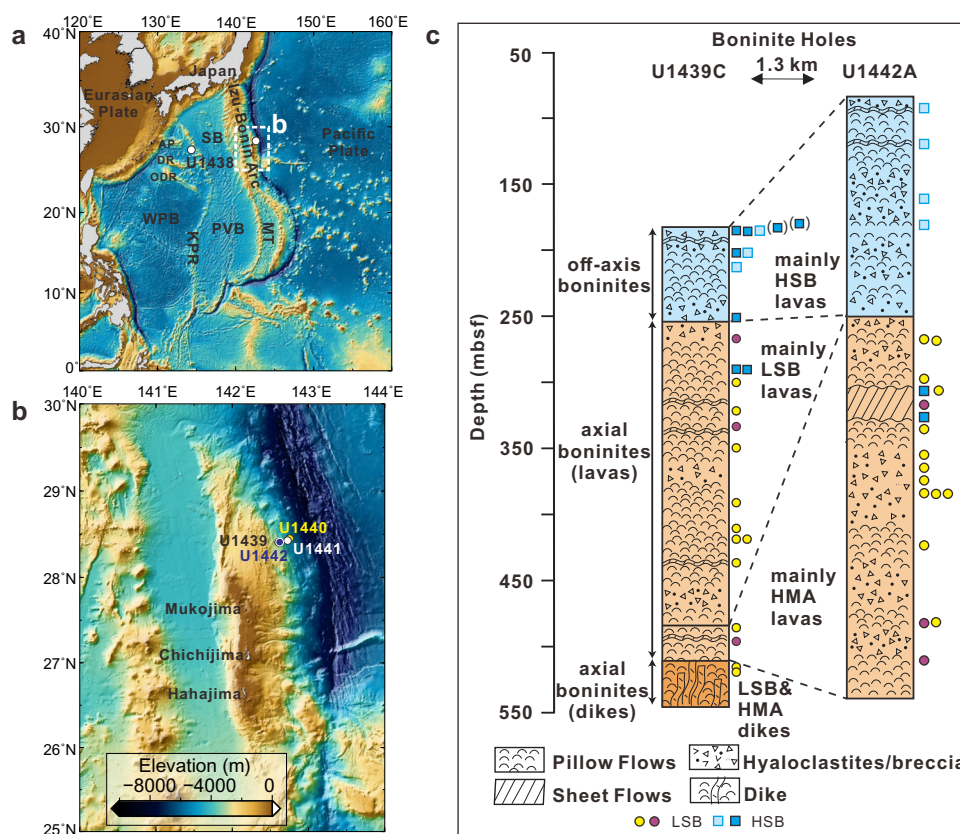 a
120°E 130°E 140°E 150°E 160°E
40°N
30°N
20°N
10°N
0°
Japan
Eurasian
Plate
Izu-Bonin Arc
b
SB
AP
DR
U1438
ODR
Pacific
Plate
WPB
KPR
PVB
MT
b
140°E 141°E 142°E 143°E 144°E
30°N
29°N
28°N
27°N
26°N
25°N
U1440
U1439
U1441
U1442
Mukojima
Chichijima
Hahajima
Elevation (m)
−8000 −4000 0
c
Boninite Holes
U1439C 1.3 km U1442A
Depth (mbsf)
50
150
250
350
450
550
off-axis
boninites
axial
boninites
(lavas)
axial
boninites
(dikes)
( ) ( )
mainly
HSB
lavas
mainly
LSB
lavas
mainly
HMA
lavas
LSB&
HMA
dikes
Pillow Flows
Hyaloclastites/breccia
Sheet Flows
Dike
LSB HSB